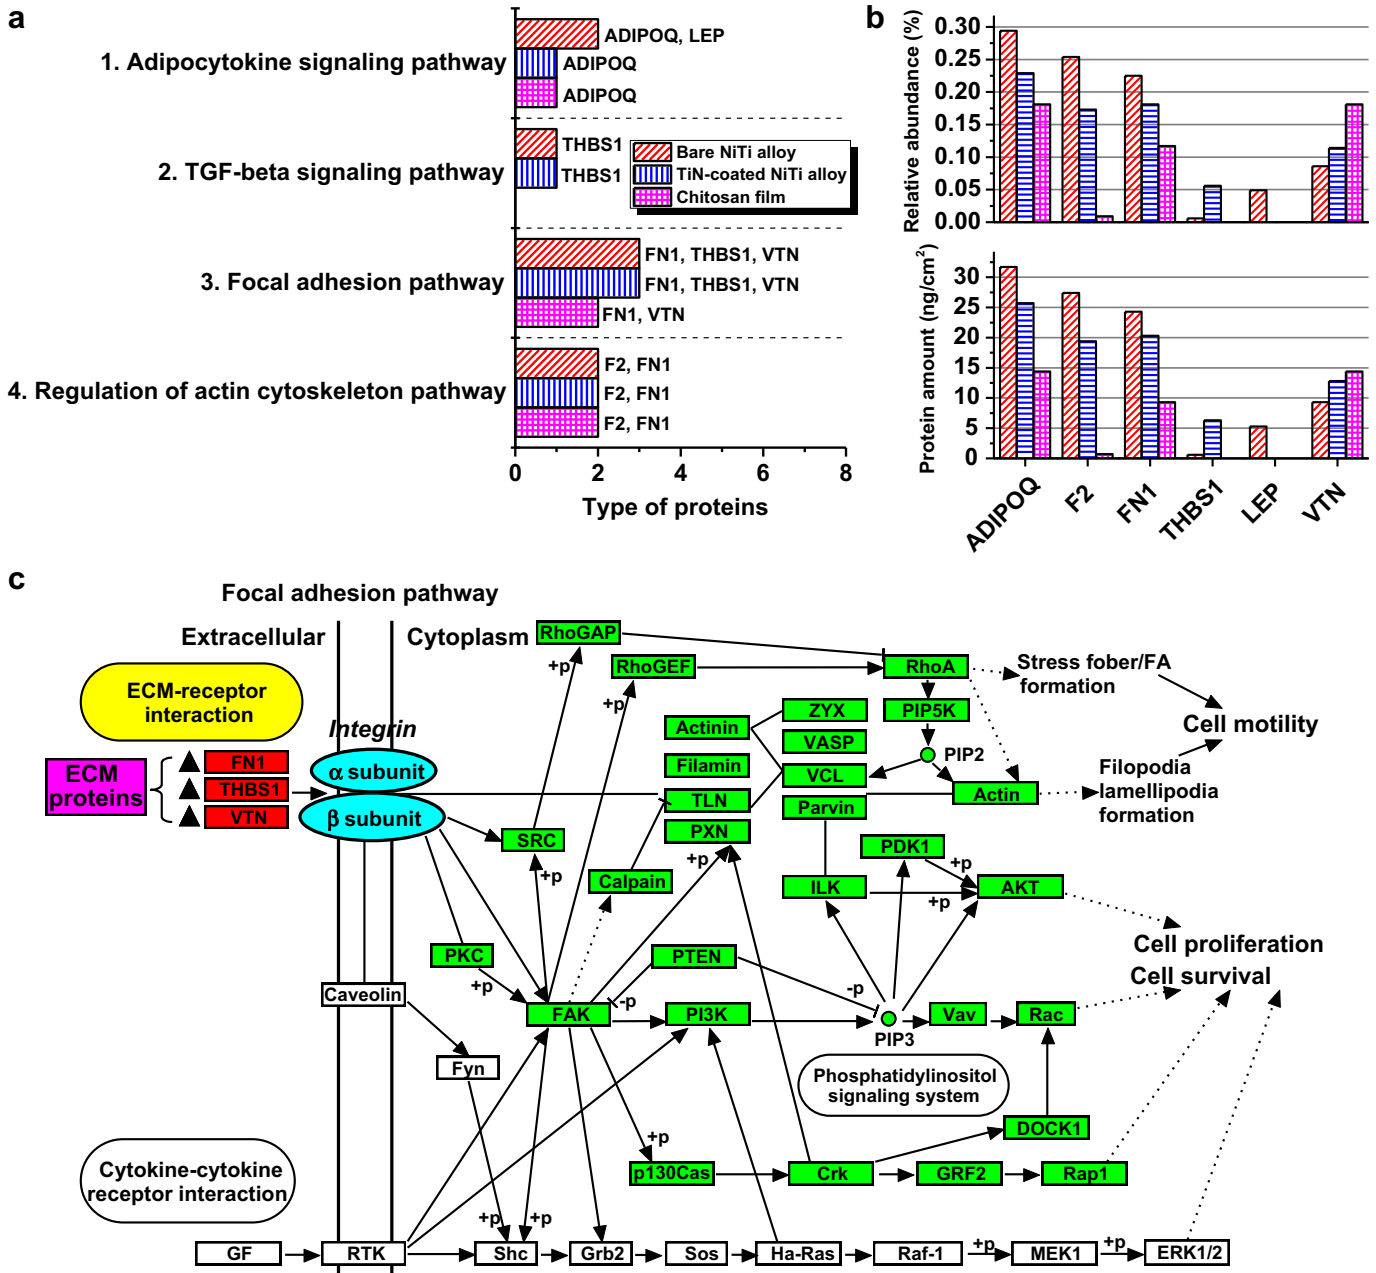 a
1. Adipocytokine signaling pathway
ADIPOQ, LEP
ADIPOQ
ADIPOQ
2. TGF-beta signaling pathway
THBS1
THBS1
Bare NiTi alloy
TiN-coated NiTi alloy
Chitosan film
3. Focal adhesion pathway
FN1, THBS1, VTN
FN1, THBS1, VTN
FN1, VTN
4. Regulation of actin cytoskeleton pathway
F2, FN1
F2, FN1
F2, FN1
0 2 4 6 8
Type of proteins
b
Relative abundance (%)
0.30
0.25
0.20
0.15
0.10
0.05
0.00
Protein amount (ng/cm²)
30
25
20
15
10
5
0
ADIPOQ F2 FN1 THBS1 LEP VTN
c
Focal adhesion pathway
Extracellular
Cytoplasm
RhoGAP
+p
RhoGEF
+p
RhoA
Stress fober/FA
formation
ECM-receptor
interaction
Actinin
ZYX
PIP5K
Cell motility
Integrin
VASP
PIP2
ECM
proteins
FN1
THBS1
VTN
α subunit
β subunit
Filamin
VCL
Filopodia
lamellipodia
formation
TLN
Parvin
Actin
SRC
PXN
+p
+p
PDK1
+p
Calpain
ILK
+p
AKT
PKC
+p
PTEN
-p
-p
Cell proliferation
Cell survival
Caveolin
FAK
PI3K
PIP3
Vav
Rac
Fyn
Phosphatidylinositol
signaling system
DOCK1
+p
p130Cas
Crk
GRF2
Rap1
Cytokine-cytokine
receptor interaction
+p
+p
GF
RTK
Shc
Grb2
Sos
Ha-Ras
Raf-1
+p
MEK1
+p
ERK1/2